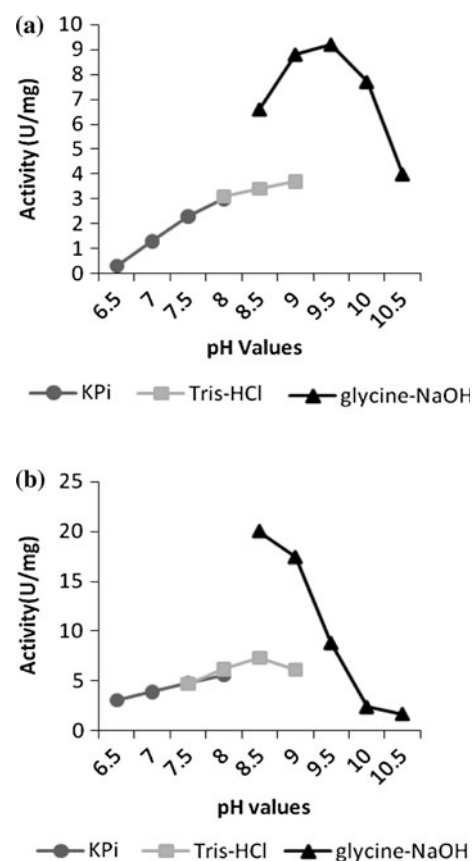 (a)
10
9
8
7
6
5
4
3
2
1
0
Activity (U/mg)
6.5 7 7.5 8 8.5 9 9.5 10 10.5
pH Values
KPi Tris-HCl glycine-NaOH
(b)
25
20
15
10
5
0
Activity(U/mg)
6.5 7 7.5 8 8.5 9 9.5 10 10.5
pH values
KPi Tris-HCl glycine-NaOH